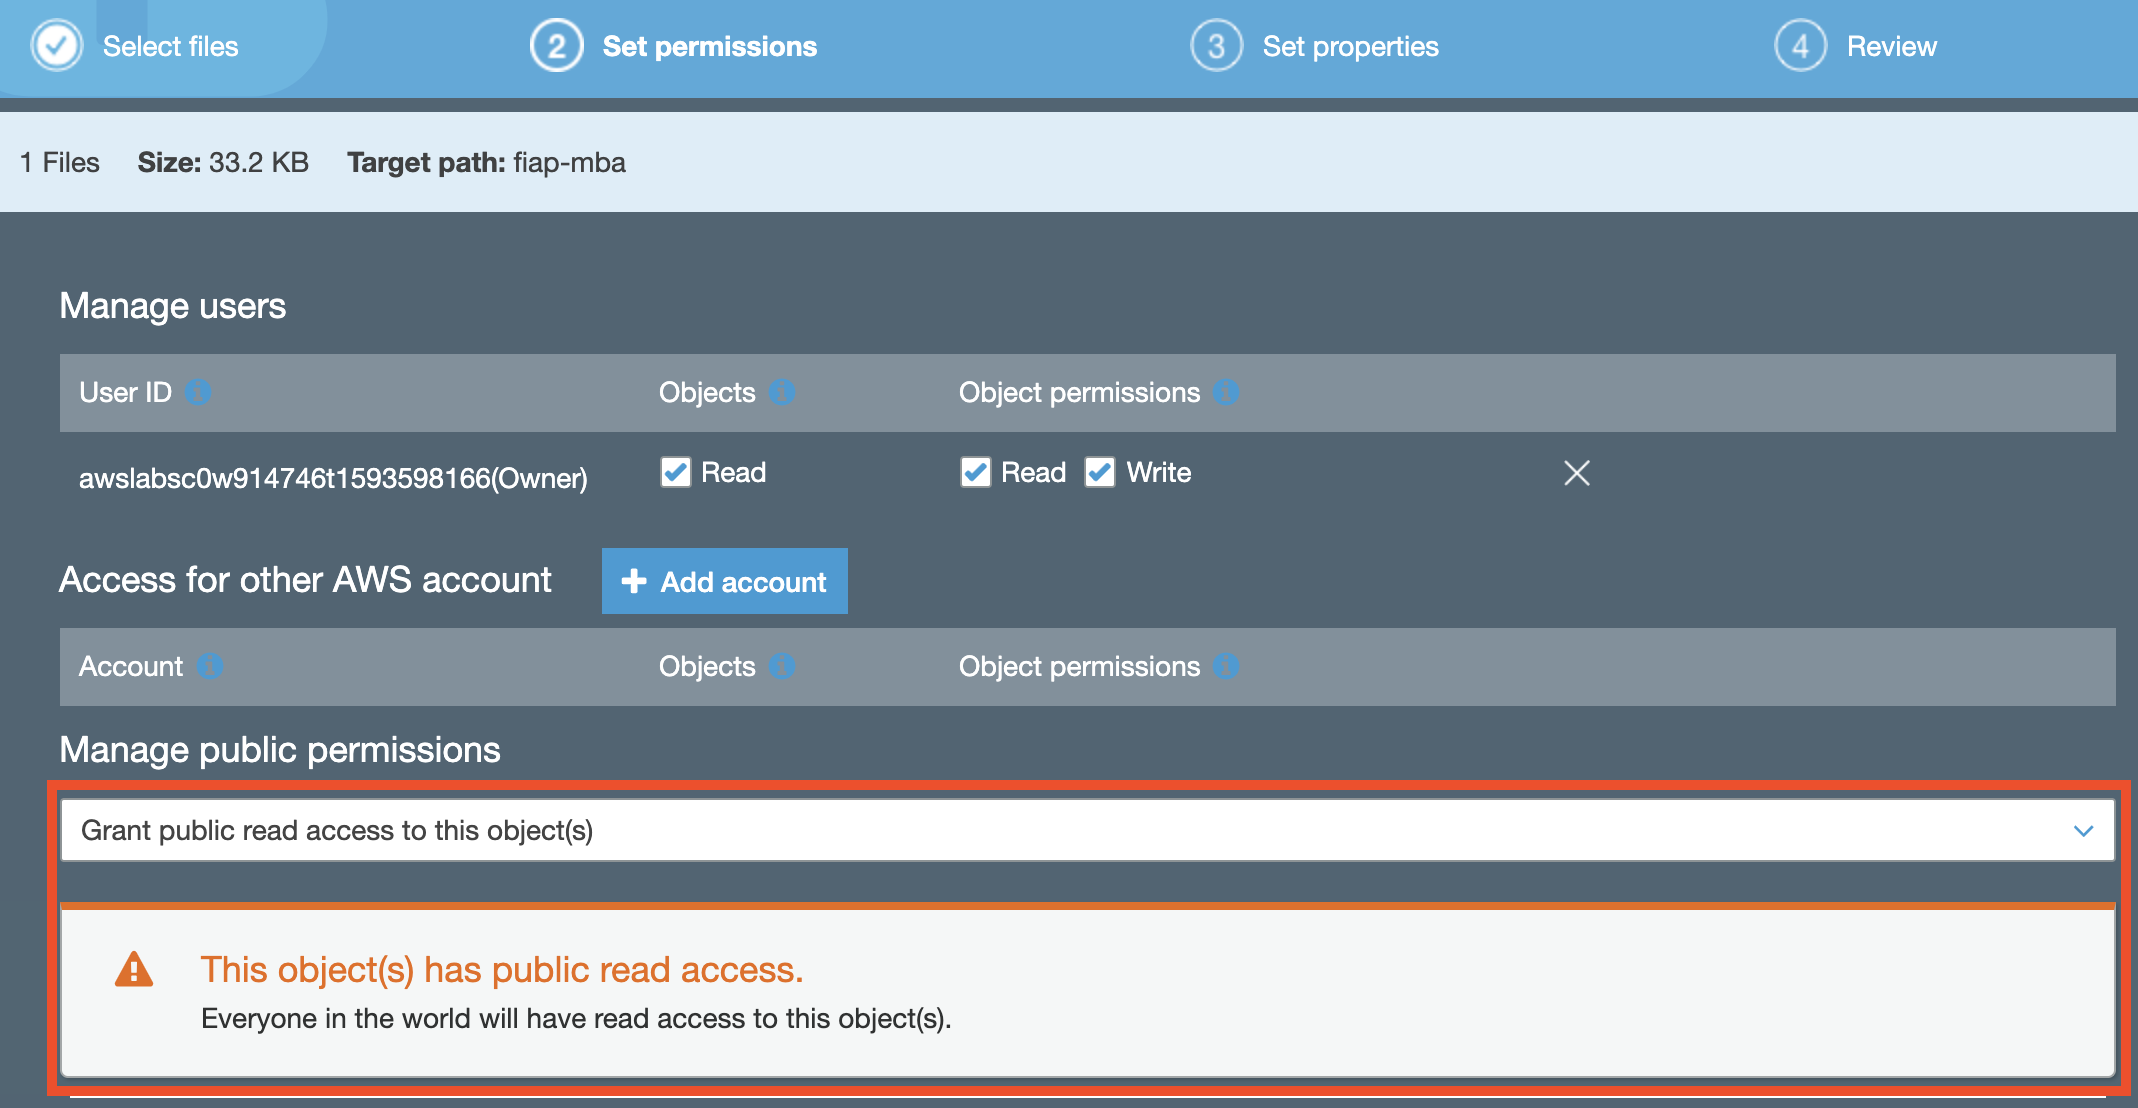 Select files
2 Set permissions
3 Set properties
4 Review
1 Files Size: 33.2 KB Target path: fiap-mba
Manage users
User ID Objects Object permissions
awslabsc0w914746t1593598166(Owner) Read Read Write
Access for other AWS account + Add account
Account Objects Object permissions
Manage public permissions
Grant public read access to this object(s)
This object(s) has public read access.
Everyone in the world will have read access to this object(s).